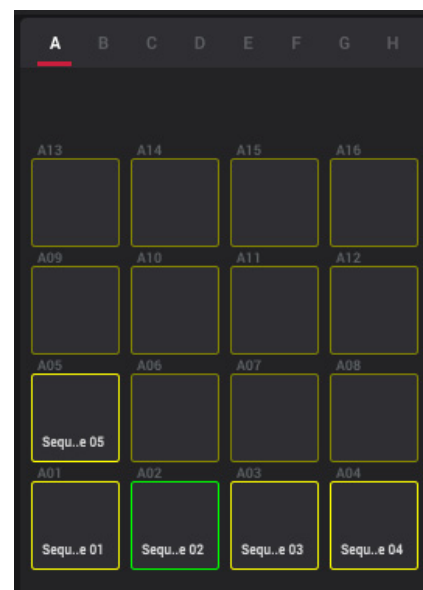 A B C D E F G H
A13 A14 A15 A16
A09 A10 A11 A12
A05 A06 A07 A08
Sequ..e 05
A01 A02 A03 A04
Sequ..e 01 Sequ..e 02 Sequ..e 03 Sequ..e 04